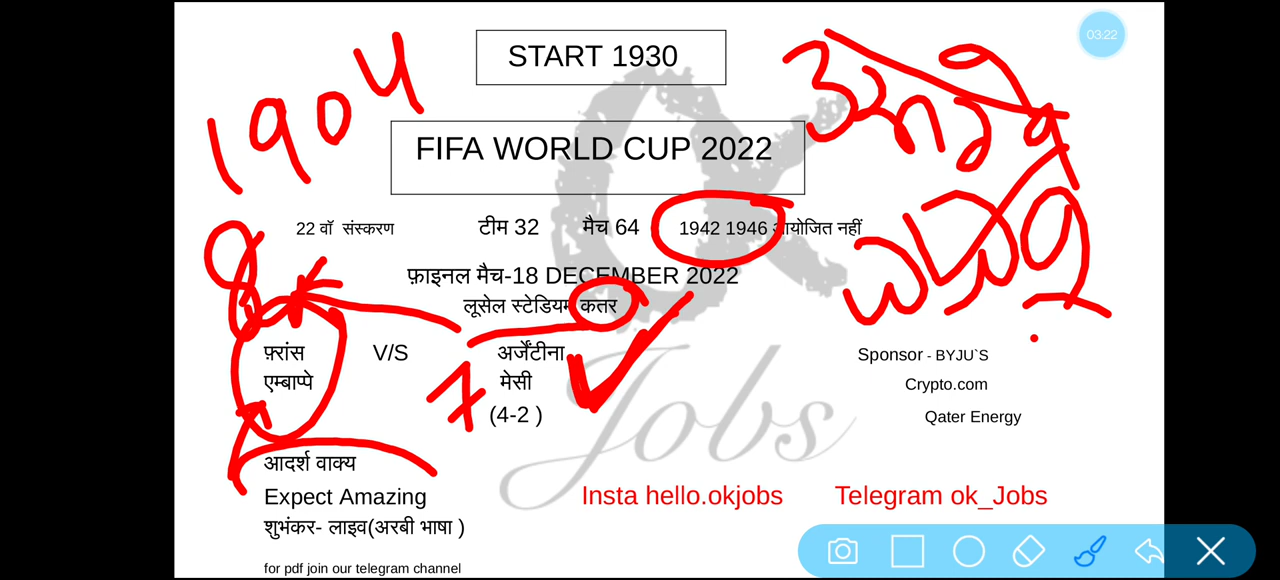 03:22
START 1930
1904
FIFA WORLD CUP 2022
22 वॉ संस्करण टीम 32 मैच 64 1942 1946 आयोजित नहीं
फ़ाइनल मैच-18 DECEMBER 2022
लूसेल स्टेडियम कतर
फ़्रांस V/S अर्जेंटीना
एम्बाप्पे मेसी
(4-2 )
Sponsor - BYJU`S
Crypto.com
Qater Energy
आदर्श वाक्य
Expect Amazing
शुभंकर- लाइव(अरबी भाषा )
Insta hello.okjobs Telegram ok_Jobs
Jobs
for pdf join our telegram channel